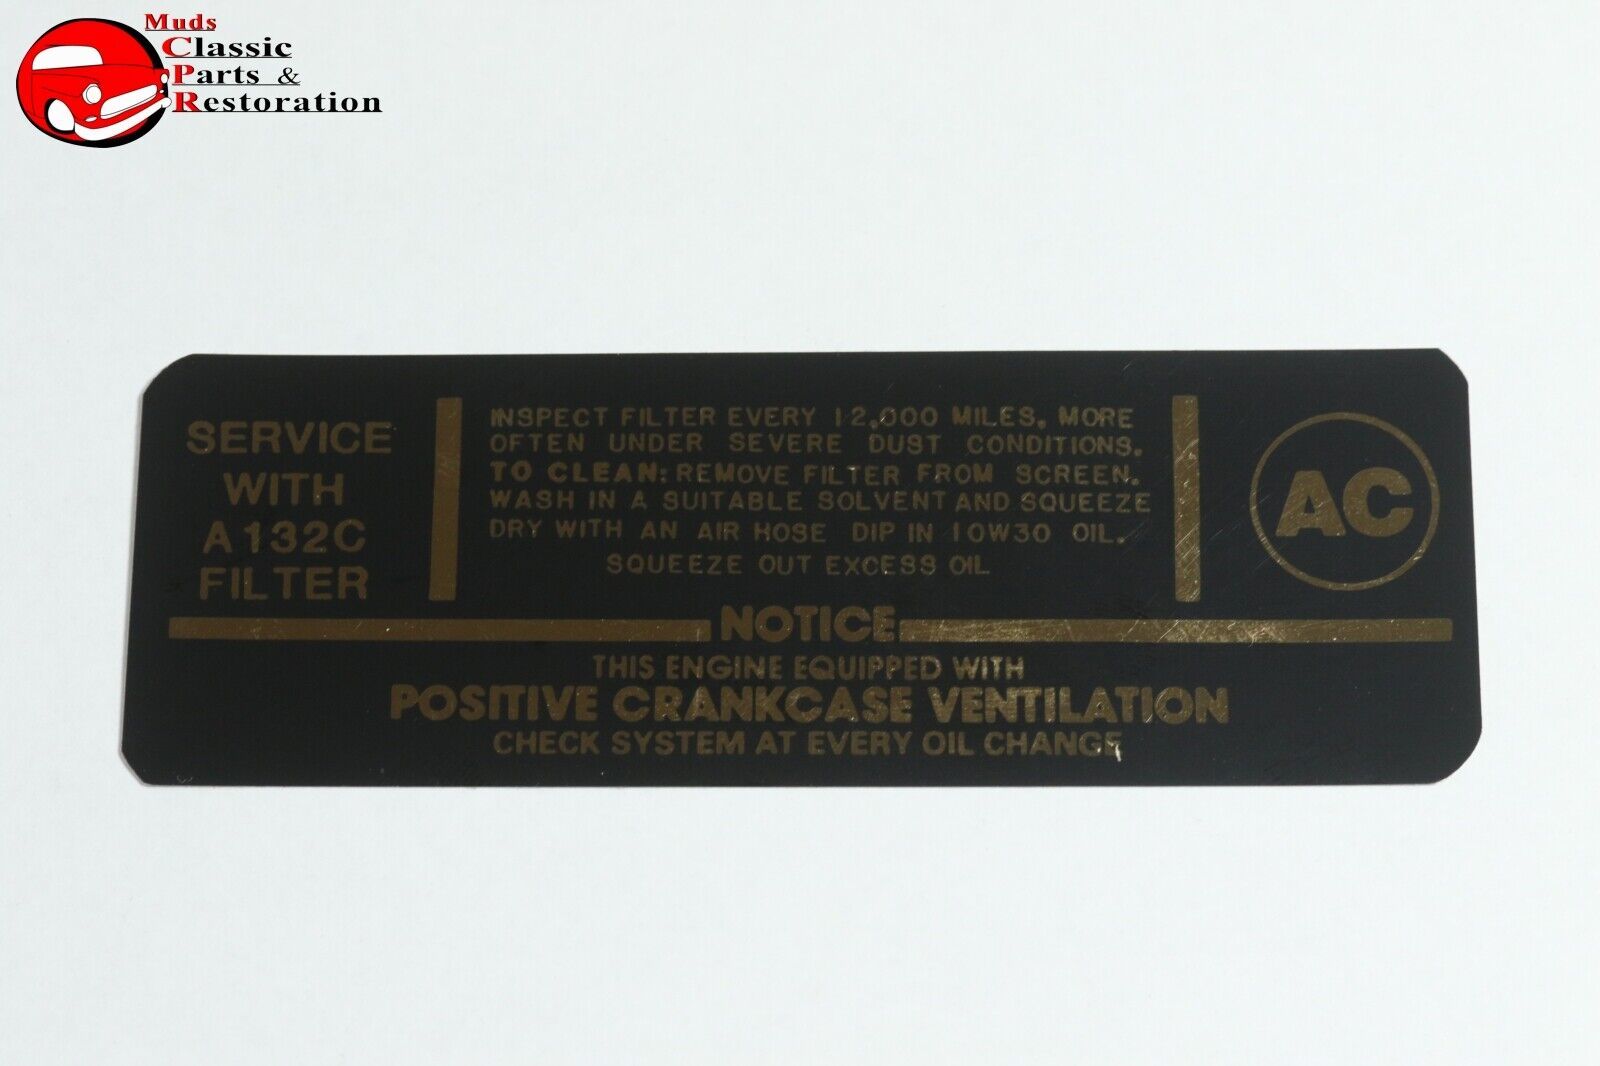 Muds
Classic
Parts &
Restoration
SERVICE
WITH
A132C
FILTER
INSPECT FILTER EVERY 12,000 MILES, MORE
OFTEN UNDER SEVERE DUST CONDITIONS.
TO CLEAN: REMOVE FILTER FROM SCREEN.
WASH IN A SUITABLE SOLVENT AND SQUEEZE
DRY WITH AN AIR HOSE DIP IN 10W30 OIL.
SQUEEZE OUT EXCESS OIL
AC
NOTICE
THIS ENGINE EQUIPPED WITH
POSITIVE CRANKCASE VENTILATION
CHECK SYSTEM AT EVERY OIL CHANGE